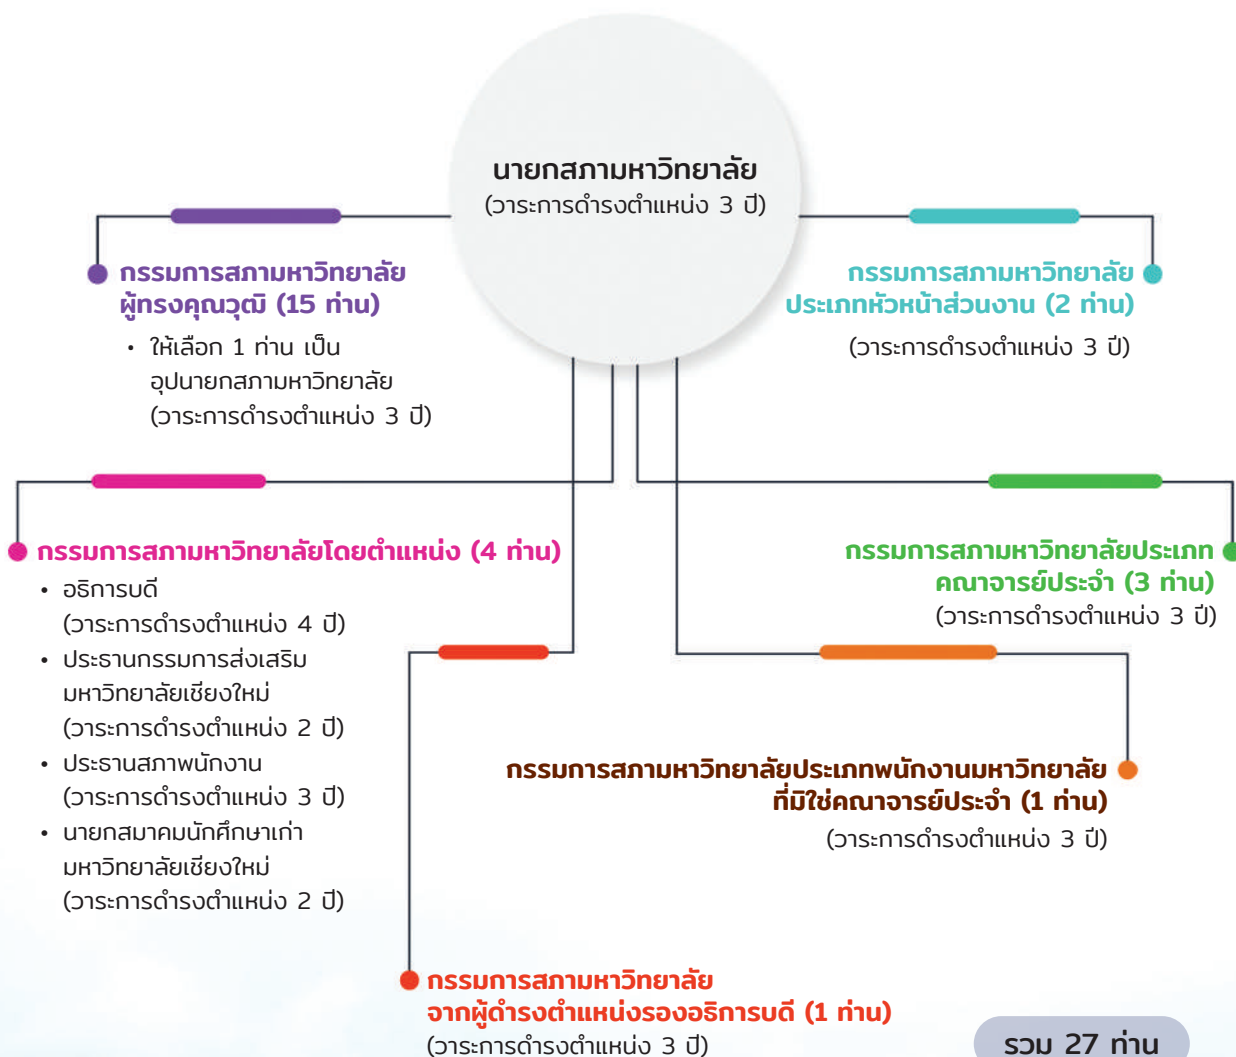 นายกสภามหาวิทยาลัย
(วาระการดำรงตำแหน่ง 3 ปี)
กรรมการสภามหาวิทยาลัย
ผู้ทรงคุณวุฒิ (15 ท่าน)
• ให้เลือก 1 ท่าน เป็น
อุปนายกสภามหาวิทยาลัย
(วาระการดำรงตำแหน่ง 3 ปี)
กรรมการสภามหาวิทยาลัย
ประเภทหัวหน้าส่วนงาน (2 ท่าน)
(วาระการดำรงตำแหน่ง 3 ปี)
กรรมการสภามหาวิทยาลัยโดยตำแหน่ง (4 ท่าน)
• อธิการบดี
(วาระการดำรงตำแหน่ง 4 ปี)
• ประธานกรรมการส่งเสริม
มหาวิทยาลัยเชียงใหม่
(วาระการดำรงตำแหน่ง 2 ปี)
• ประธานสภาพนักงาน
(วาระการดำรงตำแหน่ง 3 ปี)
• นายกสมาคมนักศึกษาเก่า
มหาวิทยาลัยเชียงใหม่
(วาระการดำรงตำแหน่ง 2 ปี)
กรรมการสภามหาวิทยาลัยประเภท
คณาจารย์ประจำ (3 ท่าน)
(วาระการดำรงตำแหน่ง 3 ปี)
กรรมการสภามหาวิทยาลัยประเภทพนักงานมหาวิทยาลัย
ที่มิใช่คณาจารย์ประจำ (1 ท่าน)
(วาระการดำรงตำแหน่ง 3 ปี)
กรรมการสภามหาวิทยาลัย
จากผู้ดำรงตำแหน่งรองอธิการบดี (1 ท่าน)
(วาระการดำรงตำแหน่ง 3 ปี)
รวม 27 ท่าน